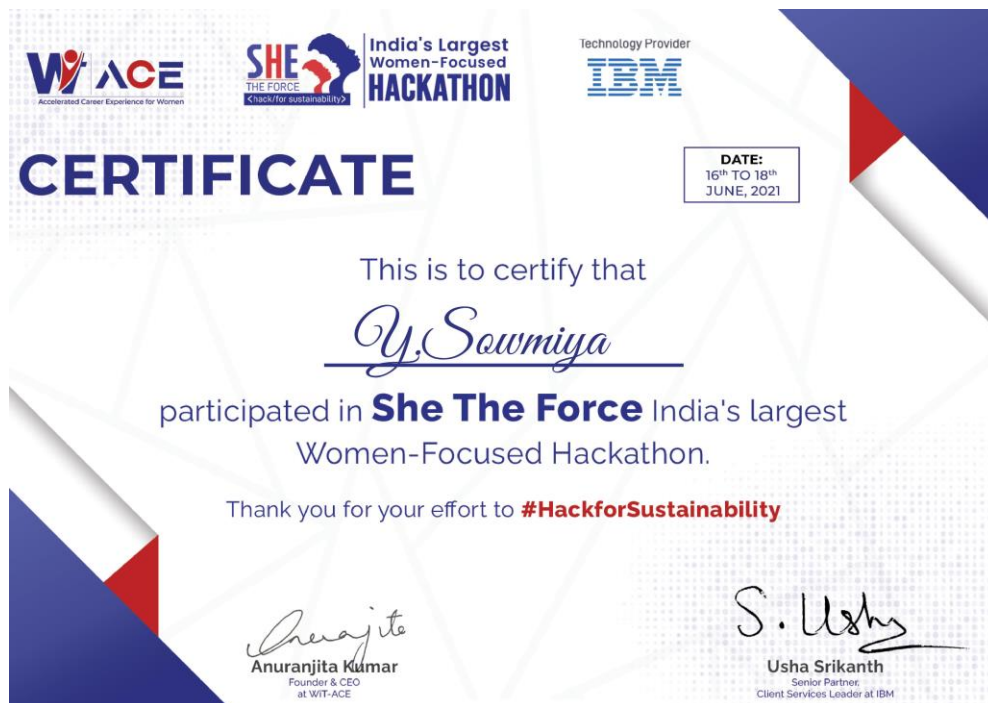 WiT ACE
Accelerated Career Experience for Women
SHE
THE FORCE
<hack/for sustainability>
India's Largest
Women-Focused
HACKATHON
Technology Provider
IBM
CERTIFICATE
DATE:
16th TO 18th
JUNE, 2021
This is to certify that
Y.Sowmiya
participated in She The Force India's largest
Women-Focused Hackathon.
Thank you for your effort to #HackforSustainability
Anuranjita Kumar
Founder & CEO
at WiT-ACE
S. Usha
Usha Srikanth
Senior Partner,
Client Services Leader at IBM